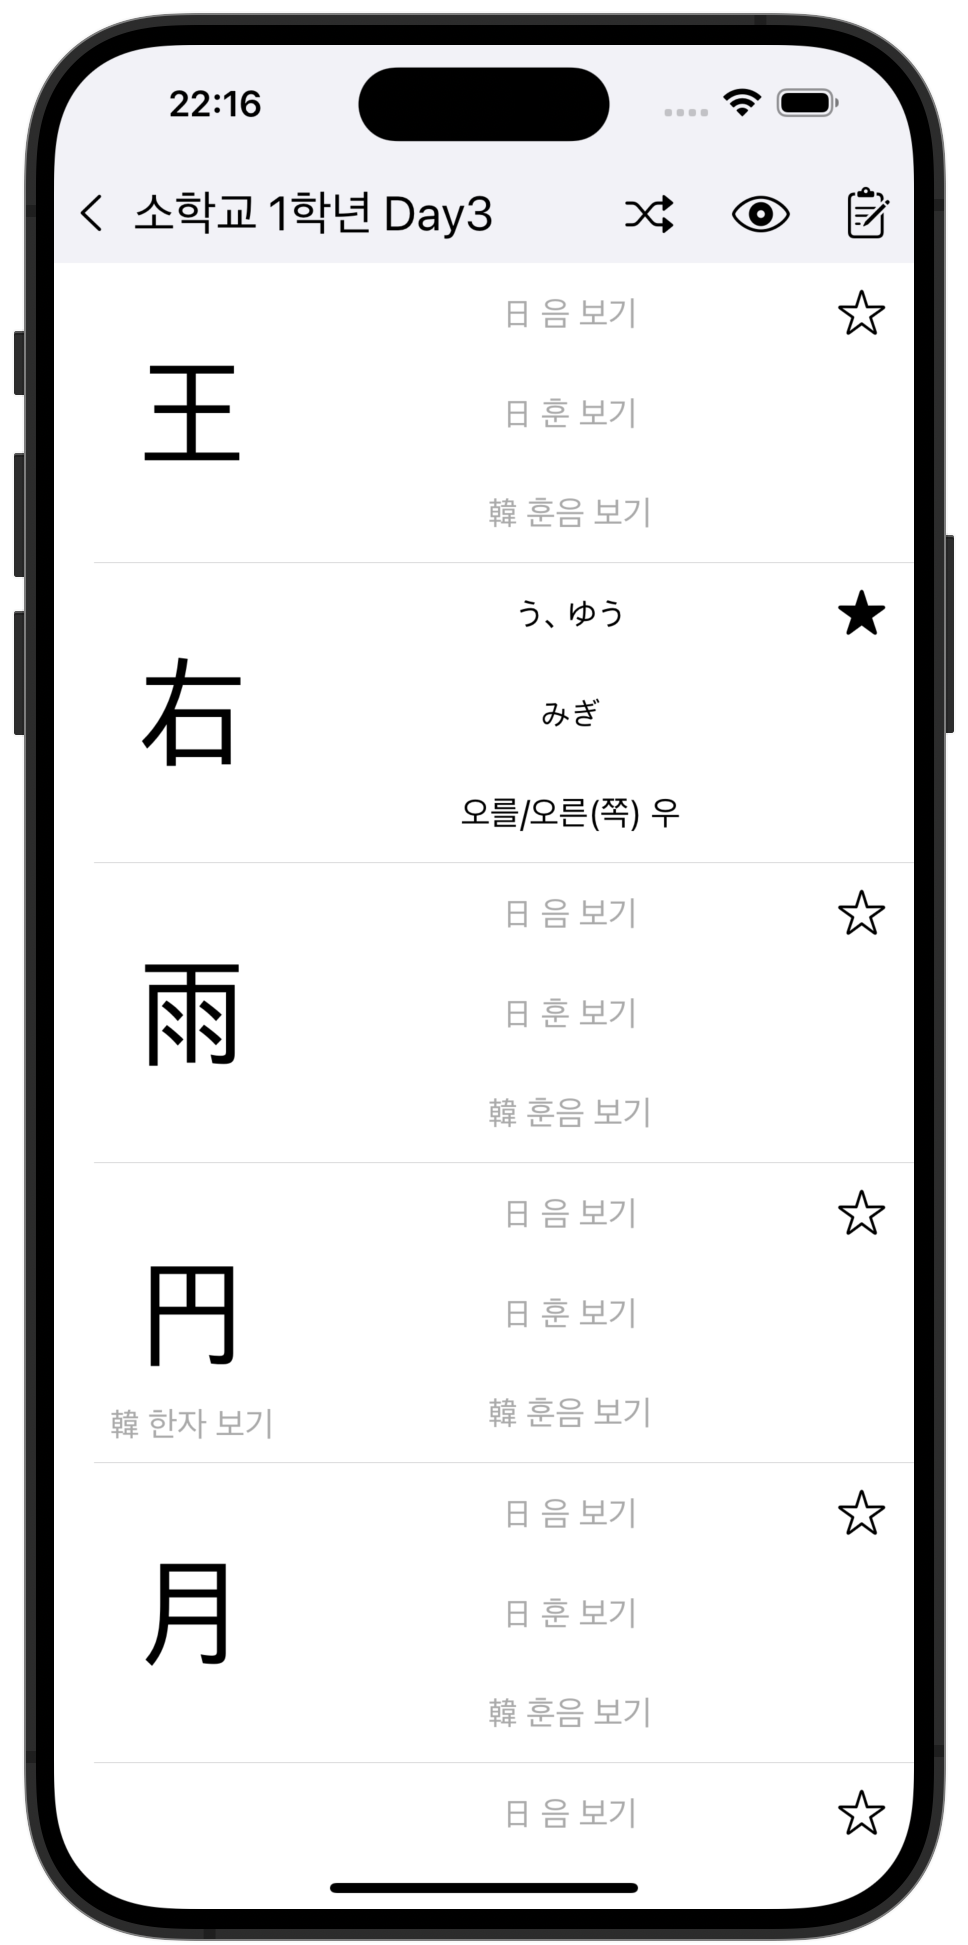 22:16
소학교 1학년 Day3
王
日 음 보기
日 훈 보기
韓 훈음 보기
右
う、ゆう
みぎ
오를/오른(쪽) 우
雨
日 음 보기
日 훈 보기
韓 훈음 보기
円
韓 한자 보기
日 음 보기
日 훈 보기
韓 훈음 보기
月
日 음 보기
日 훈 보기
韓 훈음 보기
日 음 보기